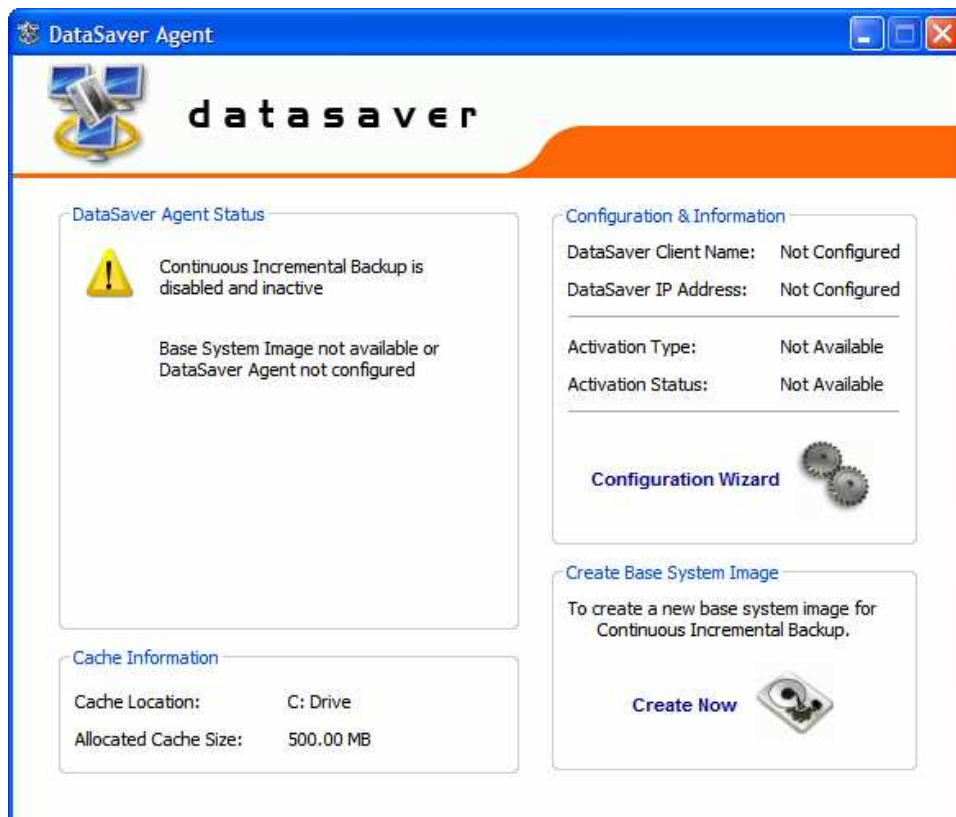 DataSaver Agent
datasaver
DataSaver Agent Status
Continuous Incremental Backup is
disabled and inactive
Base System Image not available or
DataSaver Agent not configured
Cache Information
Cache Location: C: Drive
Allocated Cache Size: 500.00 MB
Configuration & Information
DataSaver Client Name: Not Configured
DataSaver IP Address: Not Configured
Activation Type: Not Available
Activation Status: Not Available
Configuration Wizard
Create Base System Image
To create a new base system image for
Continuous Incremental Backup.
Create Now